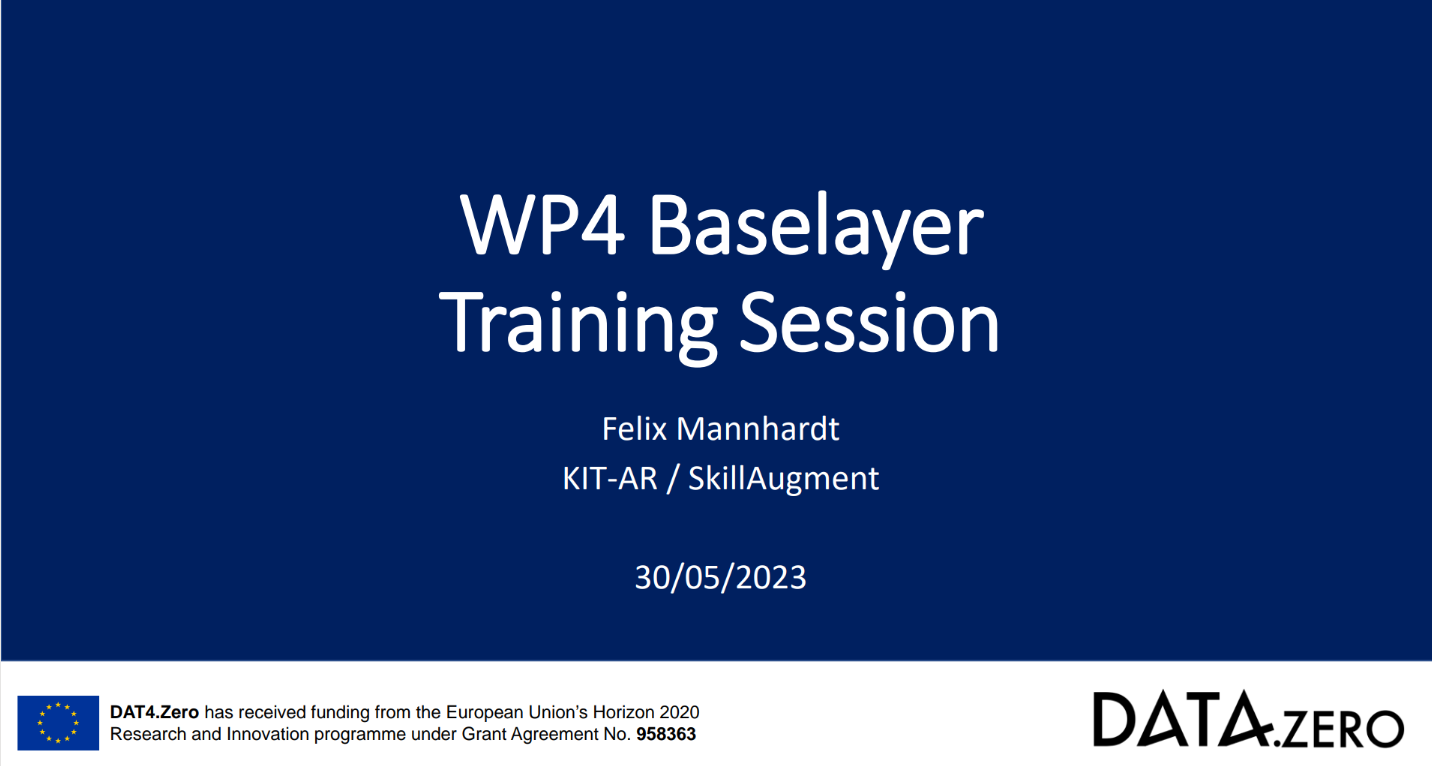 WP4 Baselayer
Training Session
Felix Mannhardt
KIT-AR / SkillAugment
30/05/2023
DAT4.Zero has received funding from the European Union’s Horizon 2020
Research and Innovation programme under Grant Agreement No. 958363
DAT4.ZERO